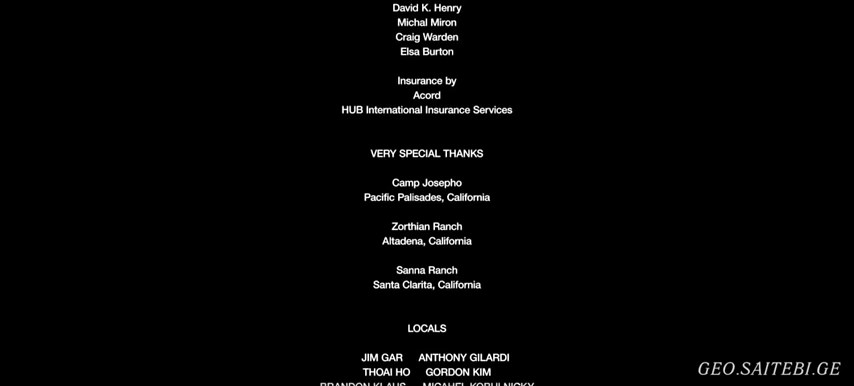 David K. Henry
Michal Miron
Craig Warden
Elsa Burton
Insurance by
Acord
HUB International Insurance Services
VERY SPECIAL THANKS
Camp Josepho
Pacific Palisades, California
Zorthian Ranch
Altadena, California
Sanna Ranch
Santa Clarita, California
LOCALS
JIM GAR ANTHONY GILARDI
THOAI HO GORDON KIM
BRANDON KLAUS
GEO.SAITEBI.GE